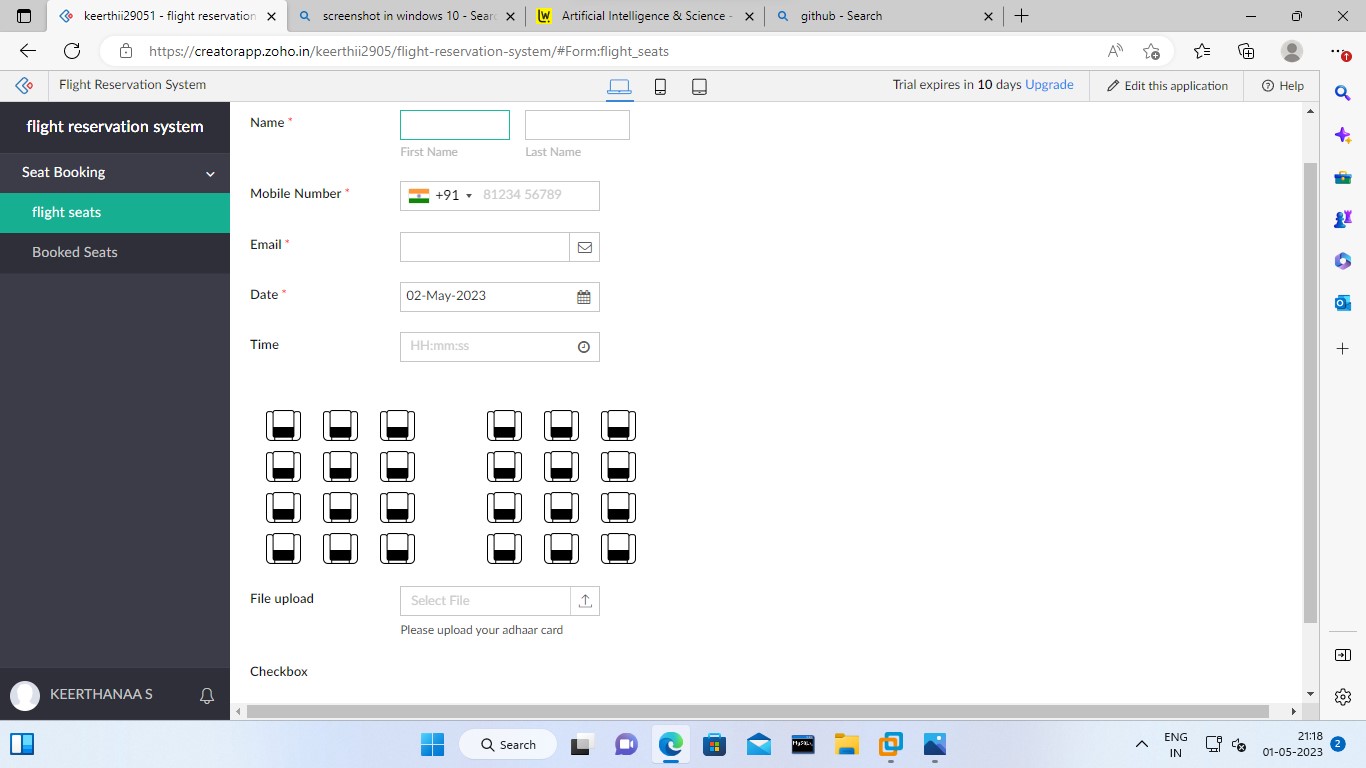 keerthii29051 - flight reservation
screenshot in windows 10 - Sear
Artificial Intelligence & Science -
github - Search
https://creatorapp.zoho.in/keerthii2905/flight-reservation-system/#Form:flight_seats
Flight Reservation System
Trial expires in 10 days Upgrade
Edit this application
Help
flight reservation system
Seat Booking
flight seats
Booked Seats
Name *
First Name
Last Name
Mobile Number *
+91
81234 56789
Email *
Date *
02-May-2023
Time
HH:mm:ss
File upload
Select File
Please upload your adhaar card
Checkbox
KEERTHANAA S
Search
ENG
IN
21:18
01-05-2023
2